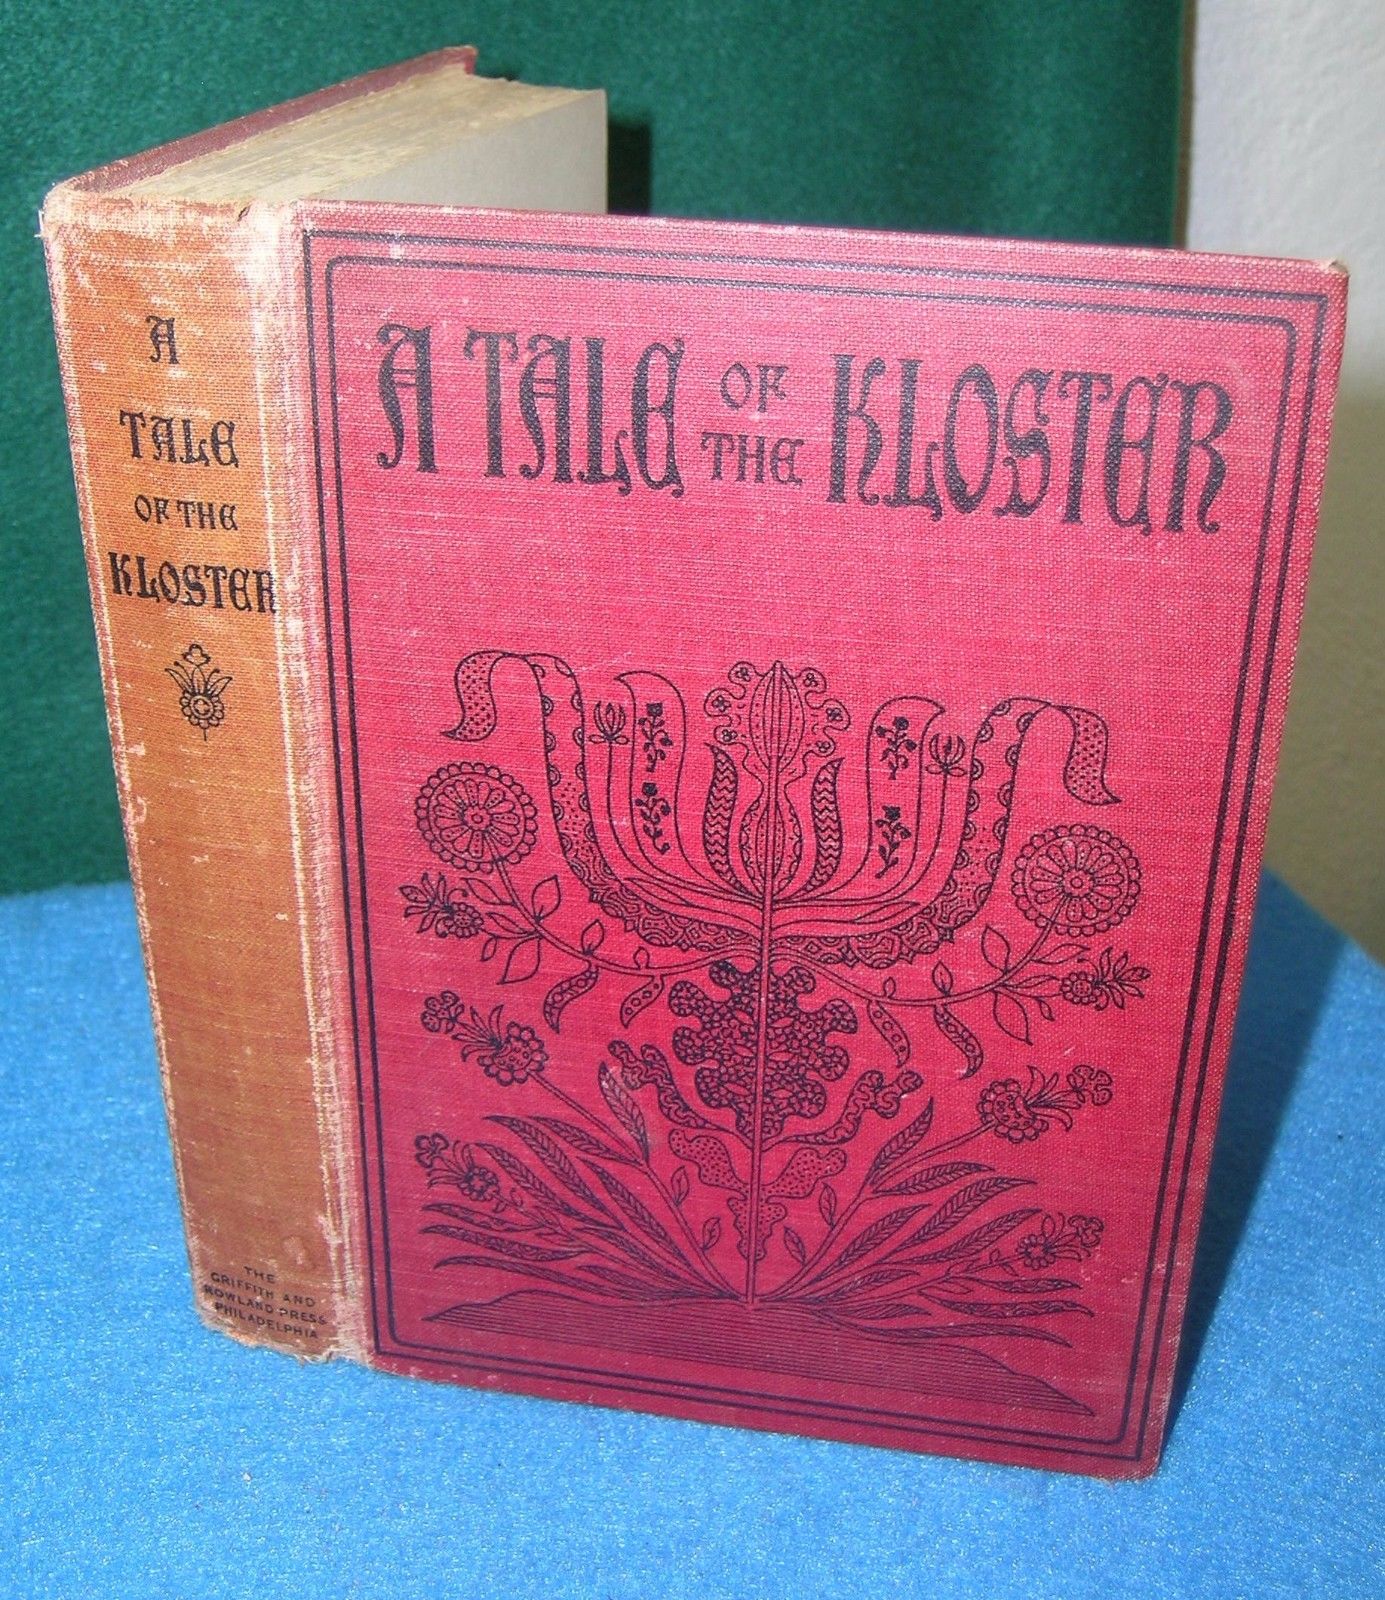 A
TALE
OF THE
KLOSTER
THE
GRIFFITH AND
ROWLAND PRESS
PHILADELPHIA
A TALE OF THE KLOSTER